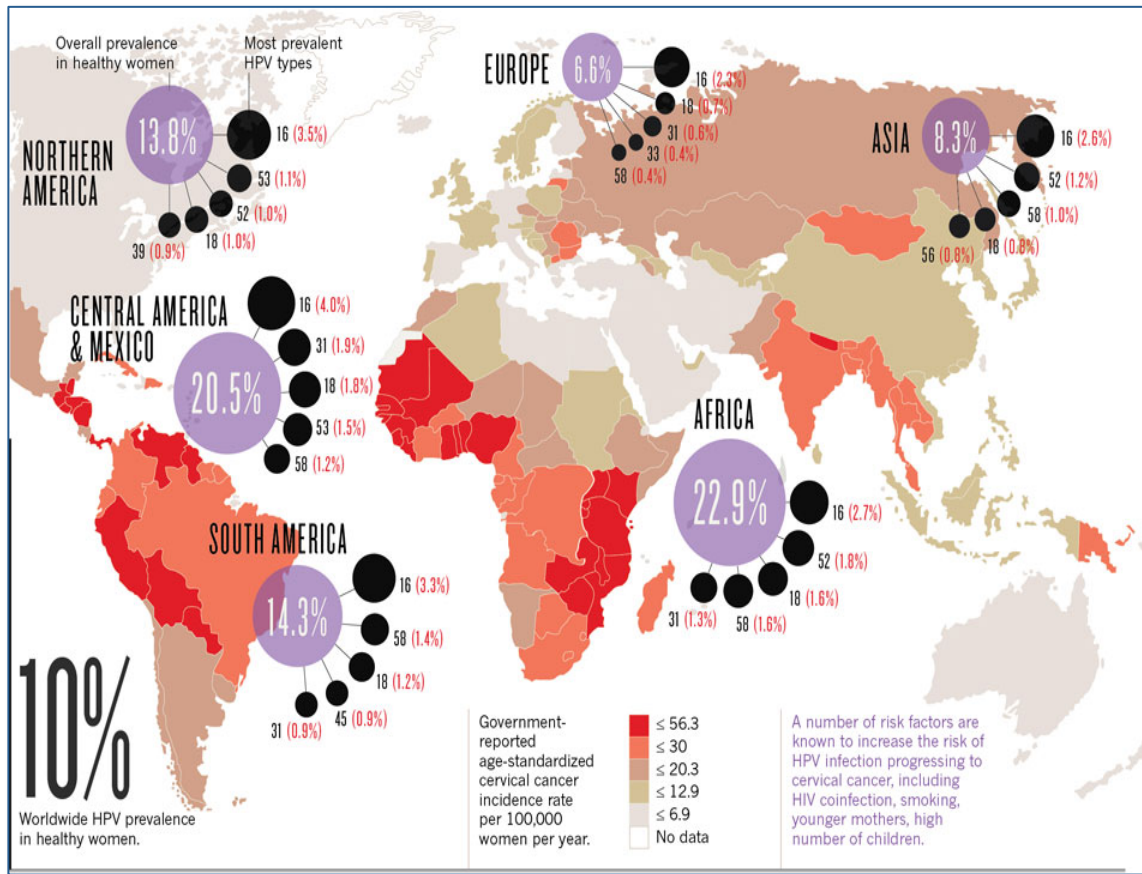 Overall prevalence
in healthy women
Most prevalent
HPV types
NORTHERN
AMERICA
13.8%
16 (3.5%)
53 (1.1%)
52 (1.0%)
18 (1.0%)
39 (0.9%)
EUROPE
6.6%
16 (2.3%)
18 (0.7%)
31 (0.6%)
33 (0.4%)
58 (0.4%)
ASIA
8.3%
16 (2.6%)
52 (1.2%)
58 (1.0%)
18 (0.8%)
56 (0.8%)
CENTRAL AMERICA
& MEXICO
20.5%
16 (4.0%)
31 (1.9%)
18 (1.8%)
53 (1.5%)
58 (1.2%)
AFRICA
22.9%
16 (2.7%)
52 (1.8%)
18 (1.6%)
58 (1.6%)
31 (1.3%)
SOUTH AMERICA
14.3%
16 (3.3%)
58 (1.4%)
18 (1.2%)
45 (0.9%)
31 (0.9%)
10%
Worldwide HPV prevalence
in healthy women.
Government-
reported
age-standardized
cervical cancer
incidence rate
per 100,000
women per year.
≤ 56.3
≤ 30
≤ 20.3
≤ 12.9
≤ 6.9
No data
A number of risk factors are
known to increase the risk of
HPV infection progressing to
cervical cancer, including
HIV coinfection, smoking,
younger mothers, high
number of children.